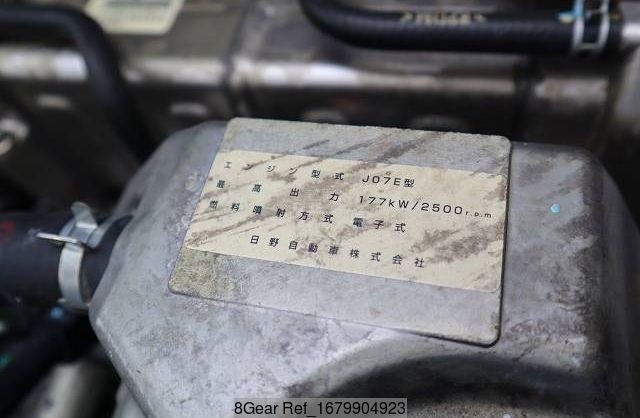 エンジン型式 J07E型
最高出力 177kW/2500r.p.m
燃料噴射方式 電子式
日野自動車株式会社
8Gear Ref_1679904923